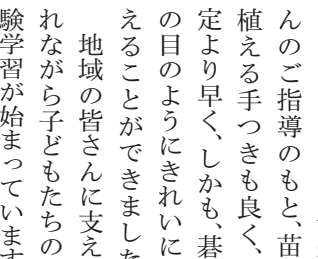 んのご指導のもと、苗
植える手つきも良く、
定より早く、しかも、碁
の目のようにきれいに
えることができました
　地域の皆さんに支え
れながら子どもたちの
験学習が始まっています